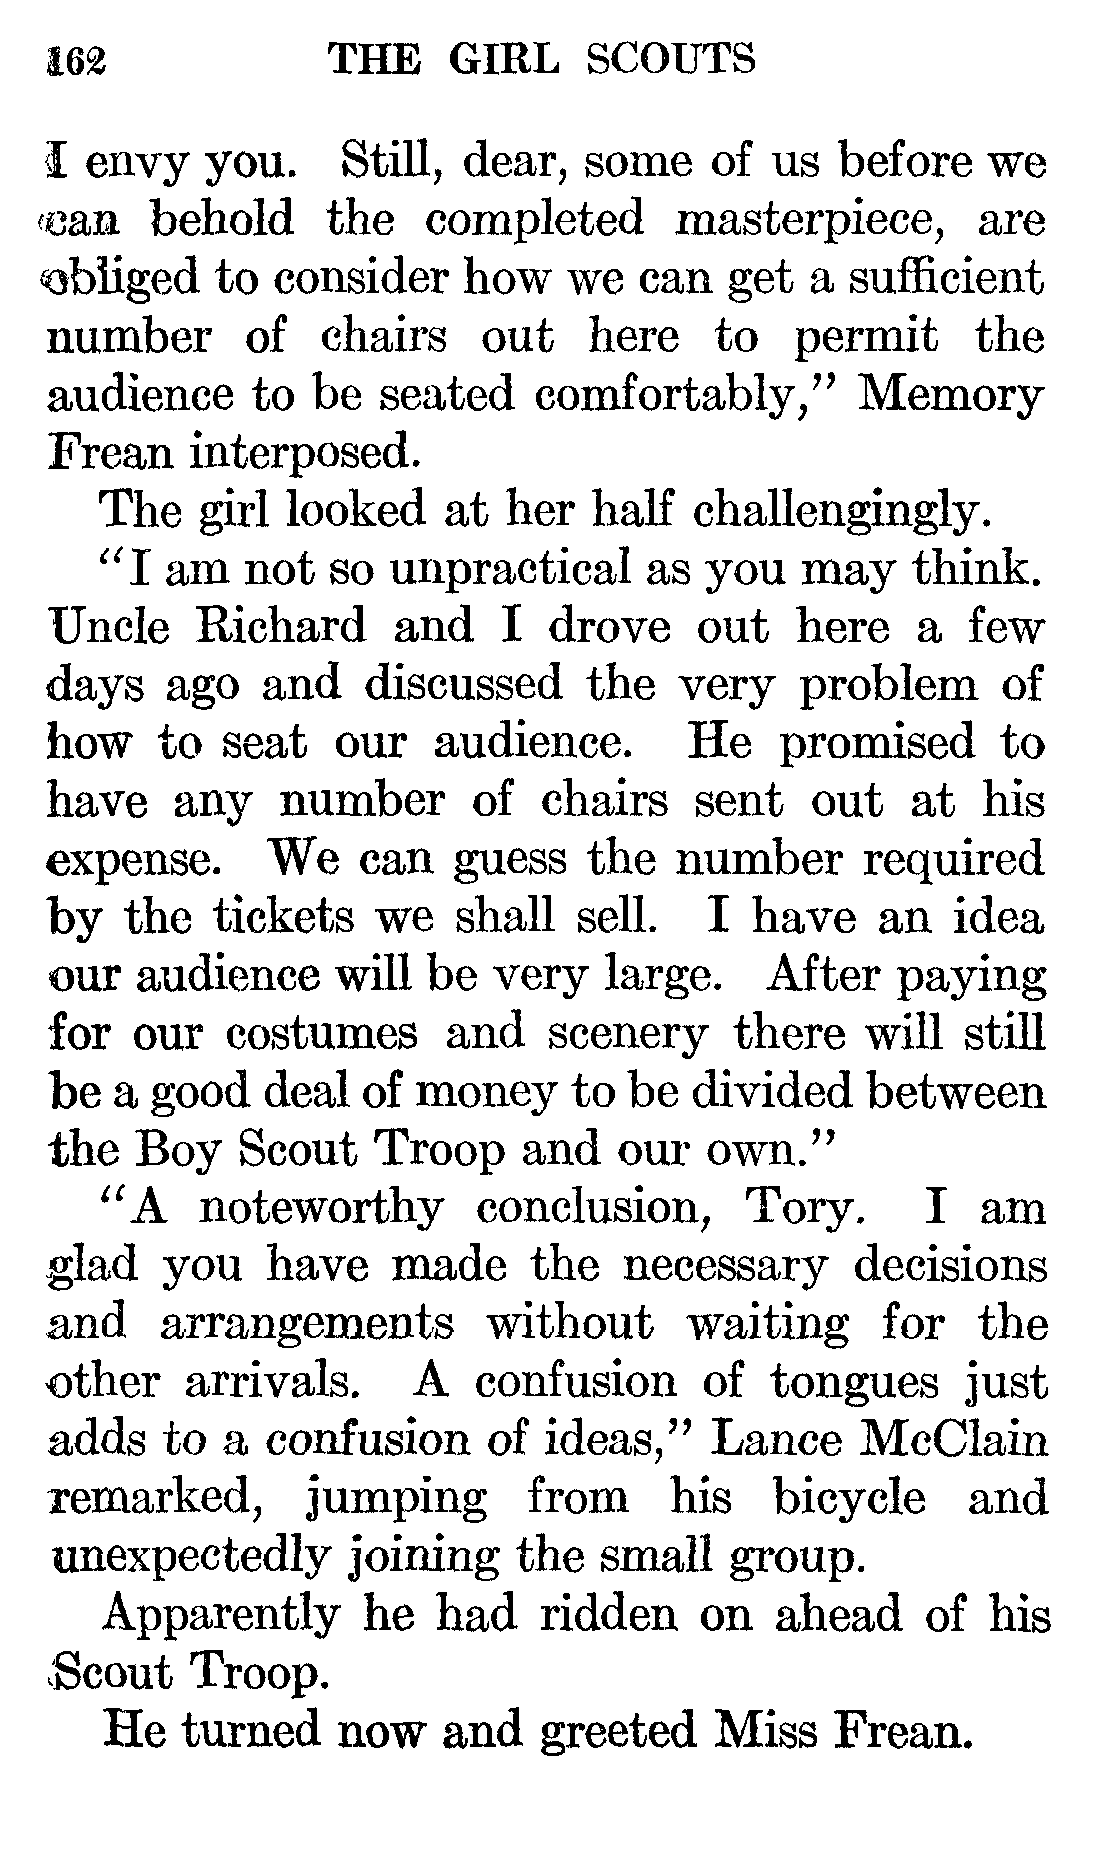 162 THE GIRL SCOUTS
I envy you. Still, dear, some of us before we
can behold the completed masterpiece, are
obliged to consider how we can get a sufficient
number of chairs out here to permit the
audience to be seated comfortably,” Memory
Frean interposed.
The girl looked at her half challengingly.
“I am not so unpractical as you may think.
Uncle Richard and I drove out here a few
days ago and discussed the very problem of
how to seat our audience. He promised to
have any number of chairs sent out at his
expense. We can guess the number required
by the tickets we shall sell. I have an idea
our audience will be very large. After paying
for our costumes and scenery there will still
be a good deal of money to be divided between
the Boy Scout Troop and our own.”
“A noteworthy conclusion, Tory. I am
glad you have made the necessary decisions
and arrangements without waiting for the
other arrivals. A confusion of tongues just
adds to a confusion of ideas,” Lance McClain
remarked, jumping from his bicycle and
unexpectedly joining the small group.
Apparently he had ridden on ahead of his
Scout Troop.
He turned now and greeted Miss Frean.